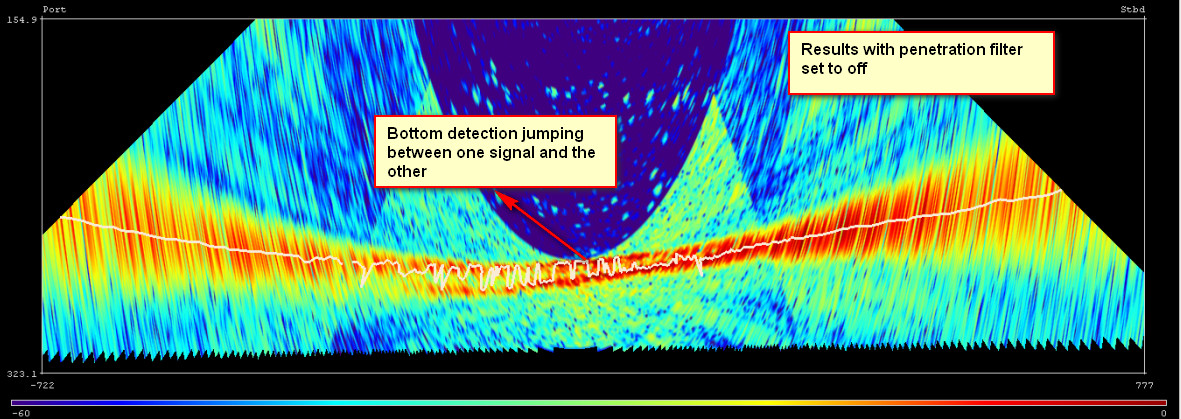 Port
Stbd
154.9
Results with penetration filter
set to off
Bottom detection jumping
between one signal and the
other
323.1
-722
777
-60
0